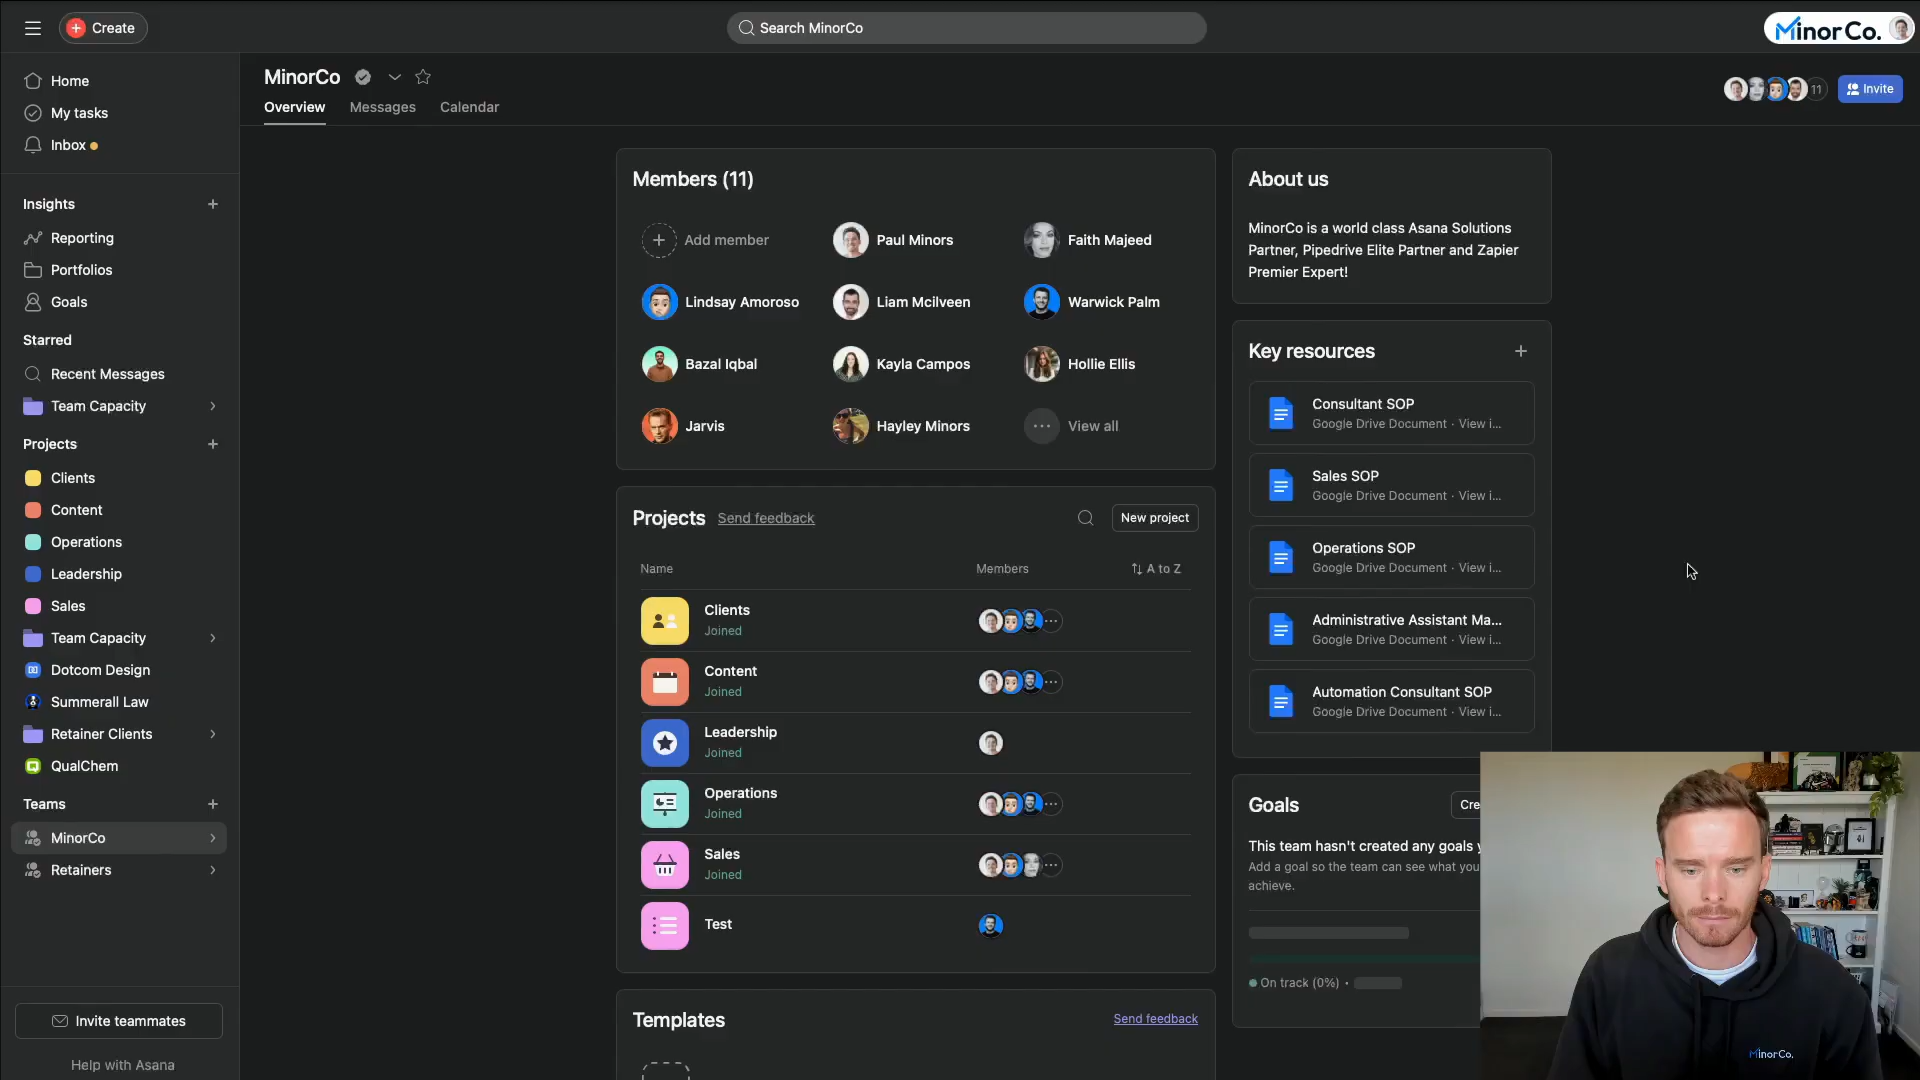 Create
Search MinorCo
MinorCo.
Home
My tasks
Inbox
Insights
Reporting
Portfolios
Goals
Starred
Recent Messages
Team Capacity
Projects
Clients
Content
Operations
Leadership
Sales
Team Capacity
Dotcom Design
Summerall Law
Retainer Clients
QualChem
Teams
MinorCo
Retainers
Invite teammates
Help with Asana
MinorCo
Overview
Messages
Calendar
11
Invite
Members (11)
Add member
Paul Minors
Faith Majeed
Lindsay Amoroso
Liam Mcilveen
Warwick Palm
Bazal Iqbal
Kayla Campos
Hollie Ellis
Jarvis
Hayley Minors
View all
Projects
Send feedback
New project
Name
Members
A to Z
Clients
Joined
Content
Joined
Leadership
Joined
Operations
Joined
Sales
Joined
Test
Templates
Send feedback
About us
MinorCo is a world class Asana Solutions
Partner, Pipedrive Elite Partner and Zapier
Premier Expert!
Key resources
Consultant SOP
Google Drive Document · View i...
Sales SOP
Google Drive Document · View i...
Operations SOP
Google Drive Document · View i...
Administrative Assistant Ma...
Google Drive Document · View i...
Automation Consultant SOP
Google Drive Document · View i...
Goals
Cre
This team hasn't created any goals y
Add a goal so the team can see what you
achieve.
On track (0%) •
MinorCo.